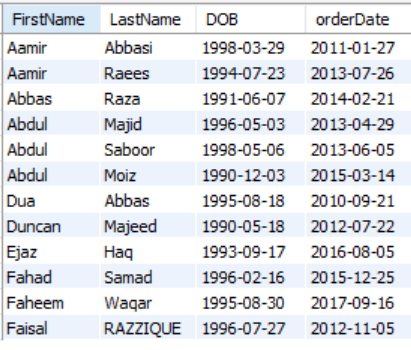 FirstName LastName DOB orderDate
Aamir Abbasi 1998-03-29 2011-01-27
Aamir Raees 1994-07-23 2013-07-26
Abbas Raza 1991-06-07 2014-02-21
Abdul Majid 1996-05-03 2013-04-29
Abdul Saboor 1998-05-06 2013-06-05
Abdul Moiz 1990-12-03 2015-03-14
Dua Abbas 1995-08-18 2010-09-21
Duncan Majeed 1990-05-18 2012-07-22
Ejaz Haq 1993-09-17 2016-08-05
Fahad Samad 1996-02-16 2015-12-25
Faheem Waqar 1995-08-30 2017-09-16
Faisal RAZZIQUE 1996-07-27 2012-11-05